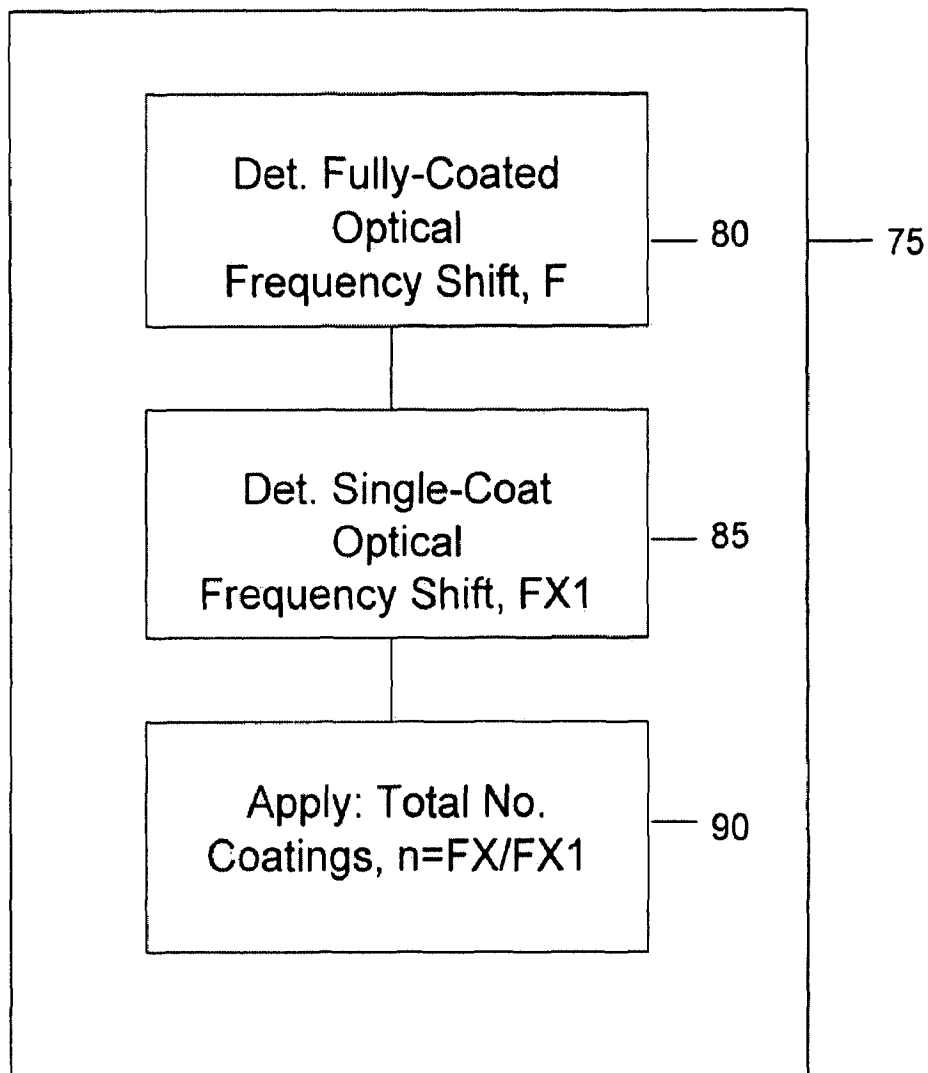 Det. Fully-Coated
Optical
Frequency Shift, F
80
75
Det. Single-Coat
Optical
Frequency Shift, FX1
85
Apply: Total No.
Coatings, n=FX/FX1
90